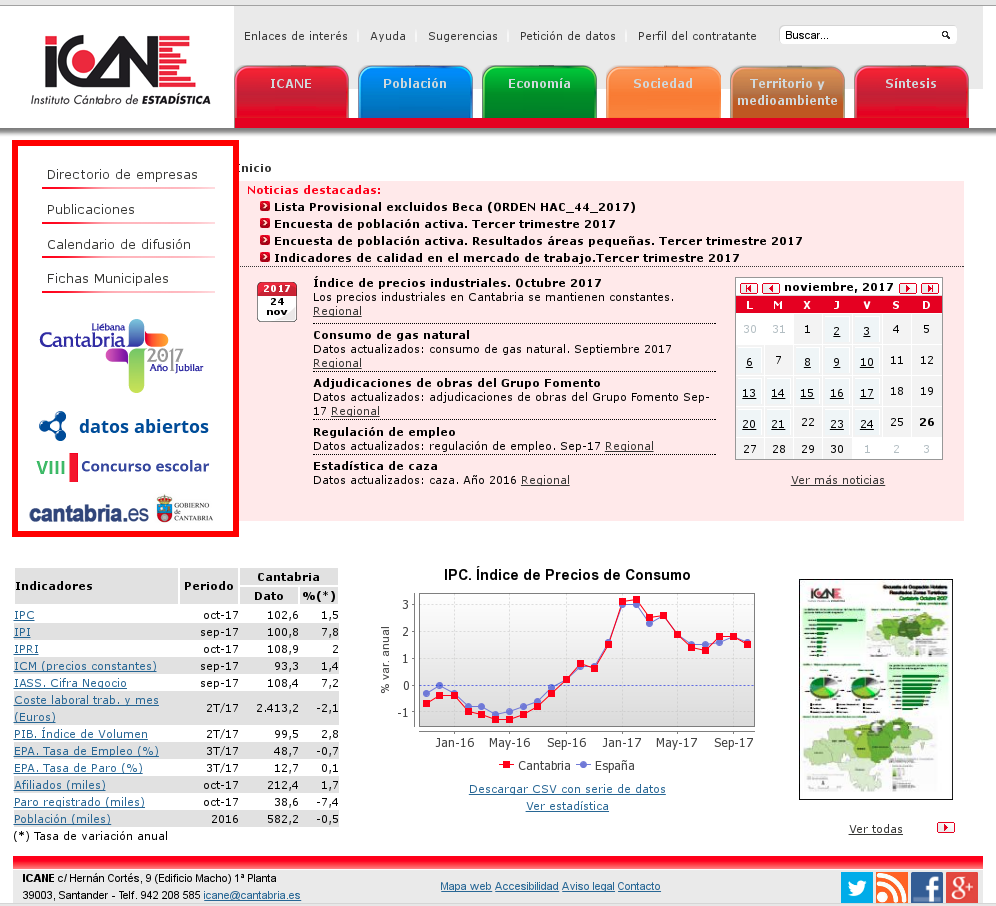 Enlaces de interés
Ayuda
Sugerencias
Petición de datos
Perfil del contratante
Buscar...
ICANE
Instituto Cántabro de ESTADÍSTICA
ICANE
Población
Economía
Sociedad
Territorio y
medioambiente
Síntesis
Directorio de empresas
Publicaciones
Calendario de difusión
Fichas Municipales
Liébana
Cantabria 2017
Año Jubilar
datos abiertos
VIII Concurso escolar
cantabria.es
GOBIERNO
de
CANTABRIA
Inicio
Noticias destacadas:
Lista Provisional excluidos Beca (ORDEN HAC_44_2017)
Encuesta de población activa. Tercer trimestre 2017
Encuesta de población activa. Resultados áreas pequeñas. Tercer trimestre 2017
Indicadores de calidad en el mercado de trabajo.Tercer trimestre 2017
2017
24
nov
Índice de precios industriales. Octubre 2017
Los precios industriales en Cantabria se mantienen constantes.
Regional
Consumo de gas natural
Datos actualizados: consumo de gas natural. Septiembre 2017
Regional
Adjudicaciones de obras del Grupo Fomento
Datos actualizados: adjudicaciones de obras del Grupo Fomento Sep-
17 Regional
Regulación de empleo
Datos actualizados: regulación de empleo. Sep-17 Regional
Estadística de caza
Datos actualizados: caza. Año 2016 Regional
noviembre, 2017
L M X J V S D
30 31 1 2 3 4 5
6 7 8 9 10 11 12
13 14 15 16 17 18 19
20 21 22 23 24 25 26
27 28 29 30 1 2 3
Ver más noticias
Indicadores Periodo Cantabria
Dato %(*)
IPC oct-17 102,6 1,5
IPI sep-17 100,8 7,8
IPRI oct-17 108,9 2
ICM (precios constantes) sep-17 93,3 1,4
IASS. Cifra Negocio sep-17 108,4 7,2
Coste laboral trab. y mes
(Euros) 2T/17 2.413,2 -2,1
PIB. Índice de Volumen 2T/17 99,5 2,8
EPA. Tasa de Empleo (%) 3T/17 48,7 -0,7
EPA. Tasa de Paro (%) 3T/17 12,7 0,1
Afiliados (miles) oct-17 212,4 1,7
Paro registrado (miles) oct-17 38,6 -7,4
Población (miles) 2016 582,2 -0,5
(*) Tasa de variación anual
IPC. Índice de Precios de Consumo
% var. anual
3
2
1
0
-1
Jan-16 May-16 Sep-16 Jan-17 May-17 Sep-17
Cantabria España
Descargar CSV con serie de datos
Ver estadística
ICANE
Encuesta de Ocupación Hotelera
Resultados Zonas Turísticas
Cantabria Octubre 2017
Ver todas
ICANE c/ Hernán Cortés, 9 (Edificio Macho) 1ª Planta
39003, Santander - Telf. 942 208 585 icane@cantabria.es
Mapa web Accesibilidad Aviso legal Contacto